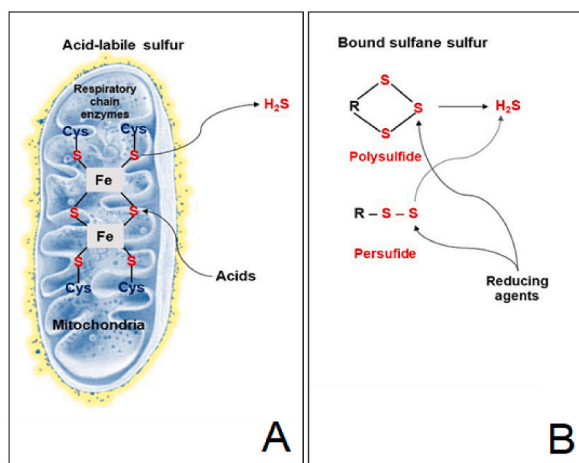 Acid-labile sulfur
Respiratory
chain
enzymes
H₂S
Cys Cys
S S
Fe
S S
Fe
S S
Cys Cys
Acids
Mitochondria
A
Bound sulfane sulfur
S
R S
S
H₂S
Polysulfide
R – S – S
Persufide
Reducing
agents
B